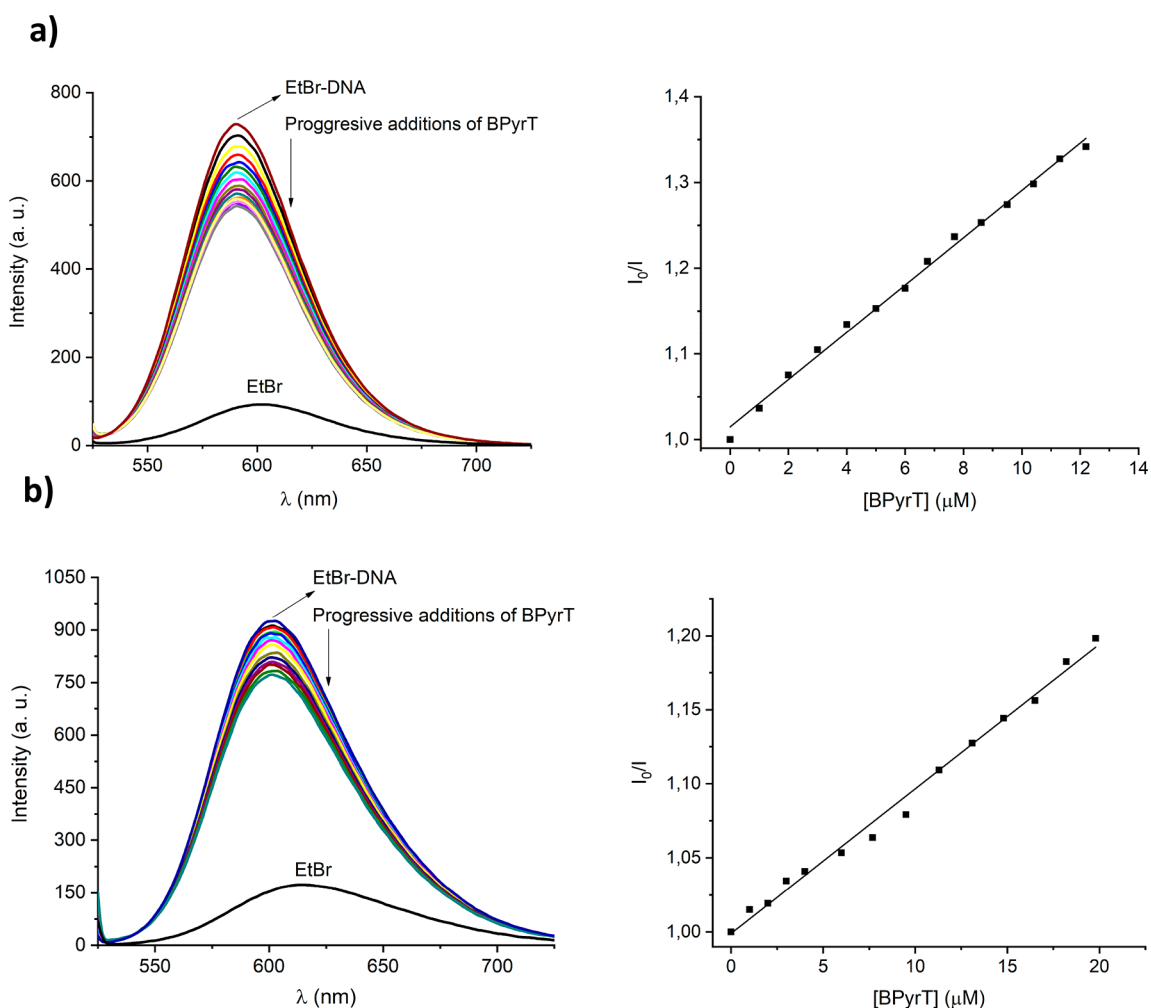 a)
EtBr-DNA
Proggresive additions of BPyrT
EtBr
Intensity (a. u.)
800
600
400
200
0
550
600
650
700
λ (nm)
I0/I
1,4
1,3
1,2
1,1
1,0
0
2
4
6
8
10
12
14
[BPyrT] (μM)
b)
EtBr-DNA
Progressive additions of BPyrT
EtBr
Intensity (a. u.)
1050
900
750
600
450
300
150
0
550
600
650
700
λ (nm)
I0/I
1,20
1,15
1,10
1,05
1,00
0
5
10
15
20
[BPyrT] (μM)